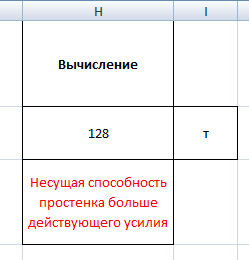 H I
Вычисление
128 т
Несущая способность
простенка больше
действующего усилия